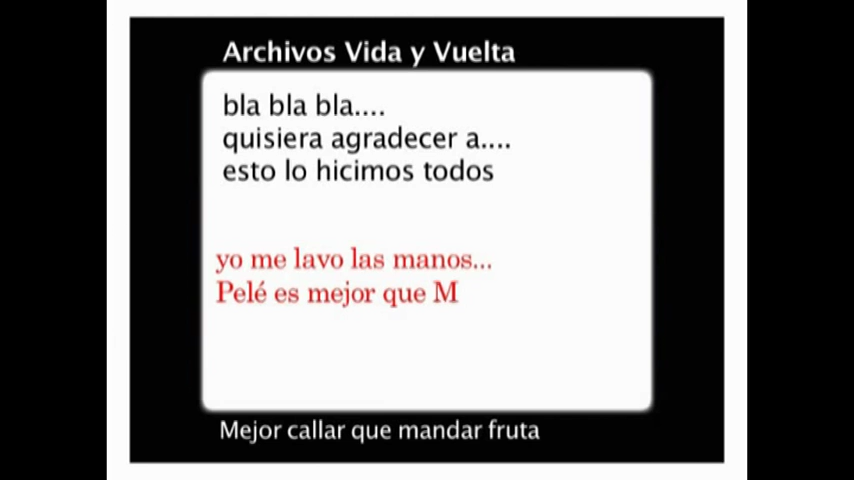 Archivos Vida y Vuelta
bla bla bla....
quisiera agradecer a....
esto lo hicimos todos
yo me lavo las manos...
Pelé es mejor que M
Mejor callar que mandar fruta